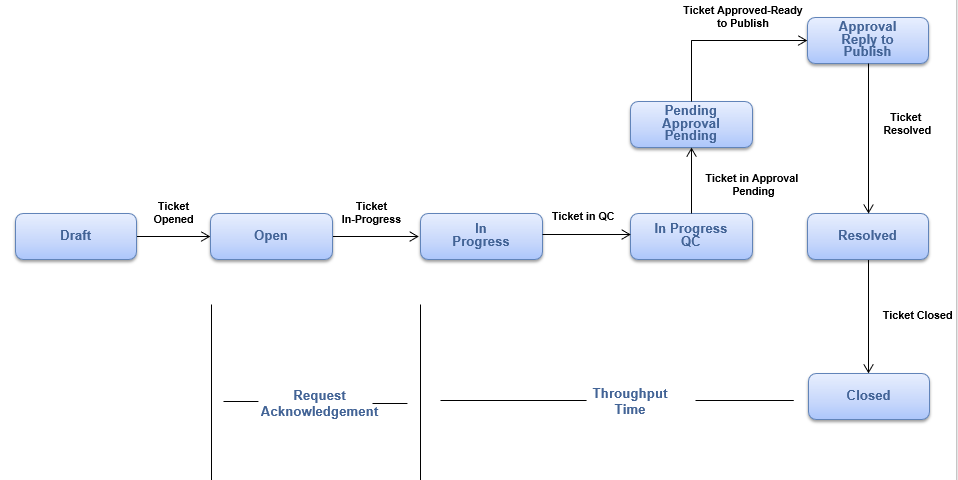 Ticket Approved-Ready
to Publish
Approval
Reply to
Publish
Pending
Approval
Pending
Ticket
Resolved
Ticket in Approval
Pending
Ticket
Opened
Ticket
In-Progress
Ticket in QC
Draft
Open
In
Progress
In Progress
QC
Resolved
Ticket Closed
Request
Acknowledgement
Throughput
Time
Closed